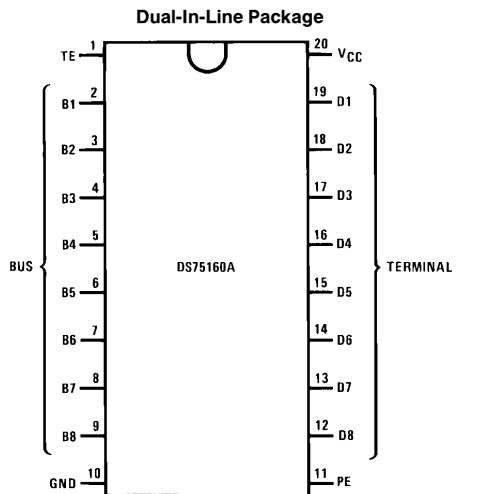 Dual-In-Line Package
TE 1 20 VCC
B1 2 19 D1
B2 3 18 D2
B3 4 17 D3
B4 5 16 D4
BUS DS75160A TERMINAL
B5 6 15 D5
B6 7 14 D6
B7 8 13 D7
B8 9 12 D8
GND 10 11 PE